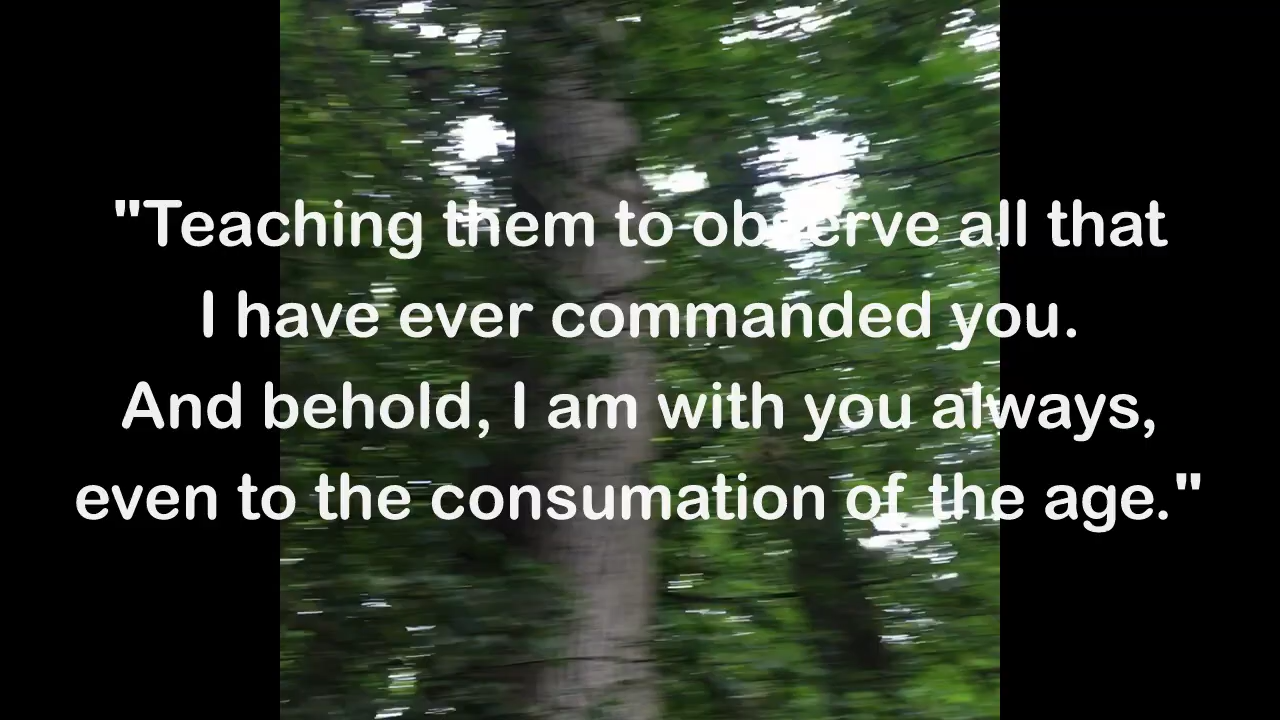 "Teaching them to observe all that
I have ever commanded you.
And behold, I am with you always,
even to the consumation of the age."